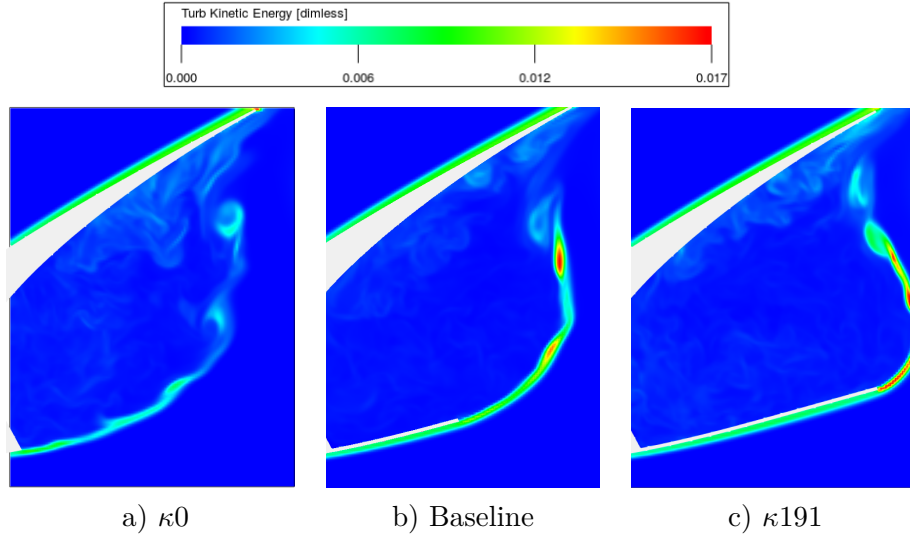 Turb Kinetic Energy [dimless]
0.000 0.006 0.012 0.017
a) κ0 b) Baseline c) κ191